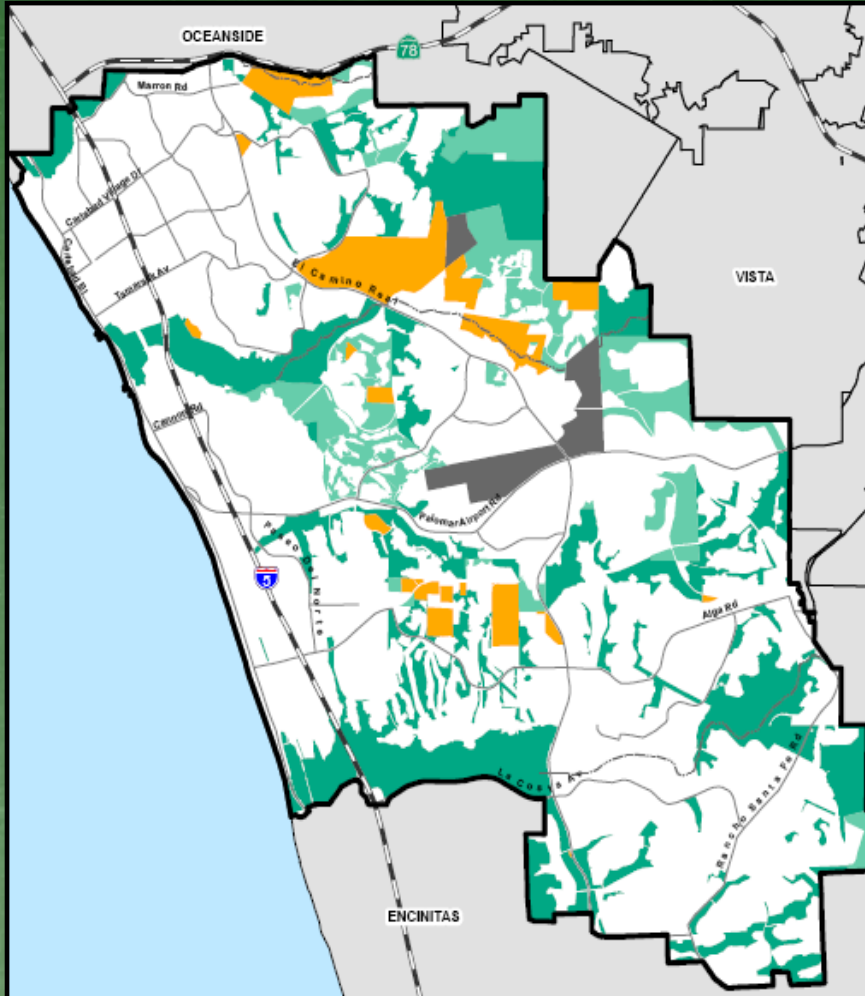 OCEANSIDE
78
Marron Rd
Carlsbad Village Dr
Carlsbad Bl
Tamarack Av
El Camino Real
VISTA
Cannon Rd
Palomar Airport Rd
Paseo Del Norte
5
Alga Rd
La Costa Av
Rancho Santa Fe Rd
ENCINITAS